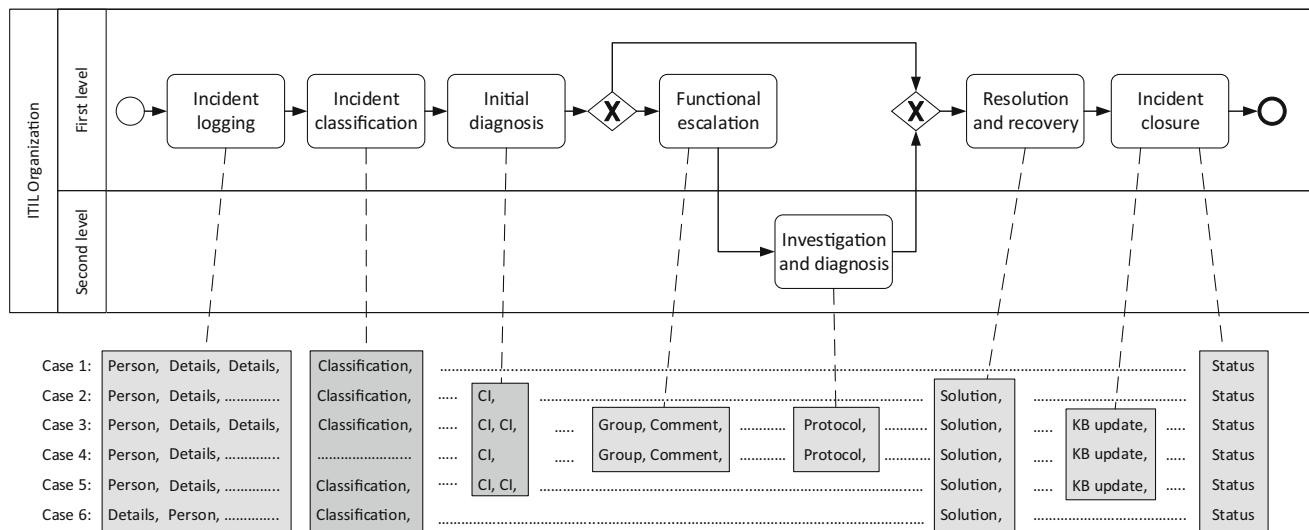 ITIL Organization
First level
Second level
Incident
logging
Incident
classification
Initial
diagnosis
X
Functional
escalation
X
Resolution
and recovery
Incident
closure
Investigation
and diagnosis
Case 1: Person, Details, Details, Classification, ........ Status
Case 2: Person, Details, ........ Classification, ..... CI, ........ Solution, ........ Status
Case 3: Person, Details, Details, Classification, ..... CI, CI, ..... Group, Comment, ........... Protocol, ..... Solution, ..... KB update, ..... Status
Case 4: Person, Details, ........ ........ ..... CI, ..... Group, Comment, ........... Protocol, ..... Solution, ..... KB update, ..... Status
Case 5: Person, Details, ........ Classification, ..... CI, CI, ........ Solution, ..... KB update, ..... Status
Case 6: Details, Person, ........ Classification, ........ Solution, ........ Status